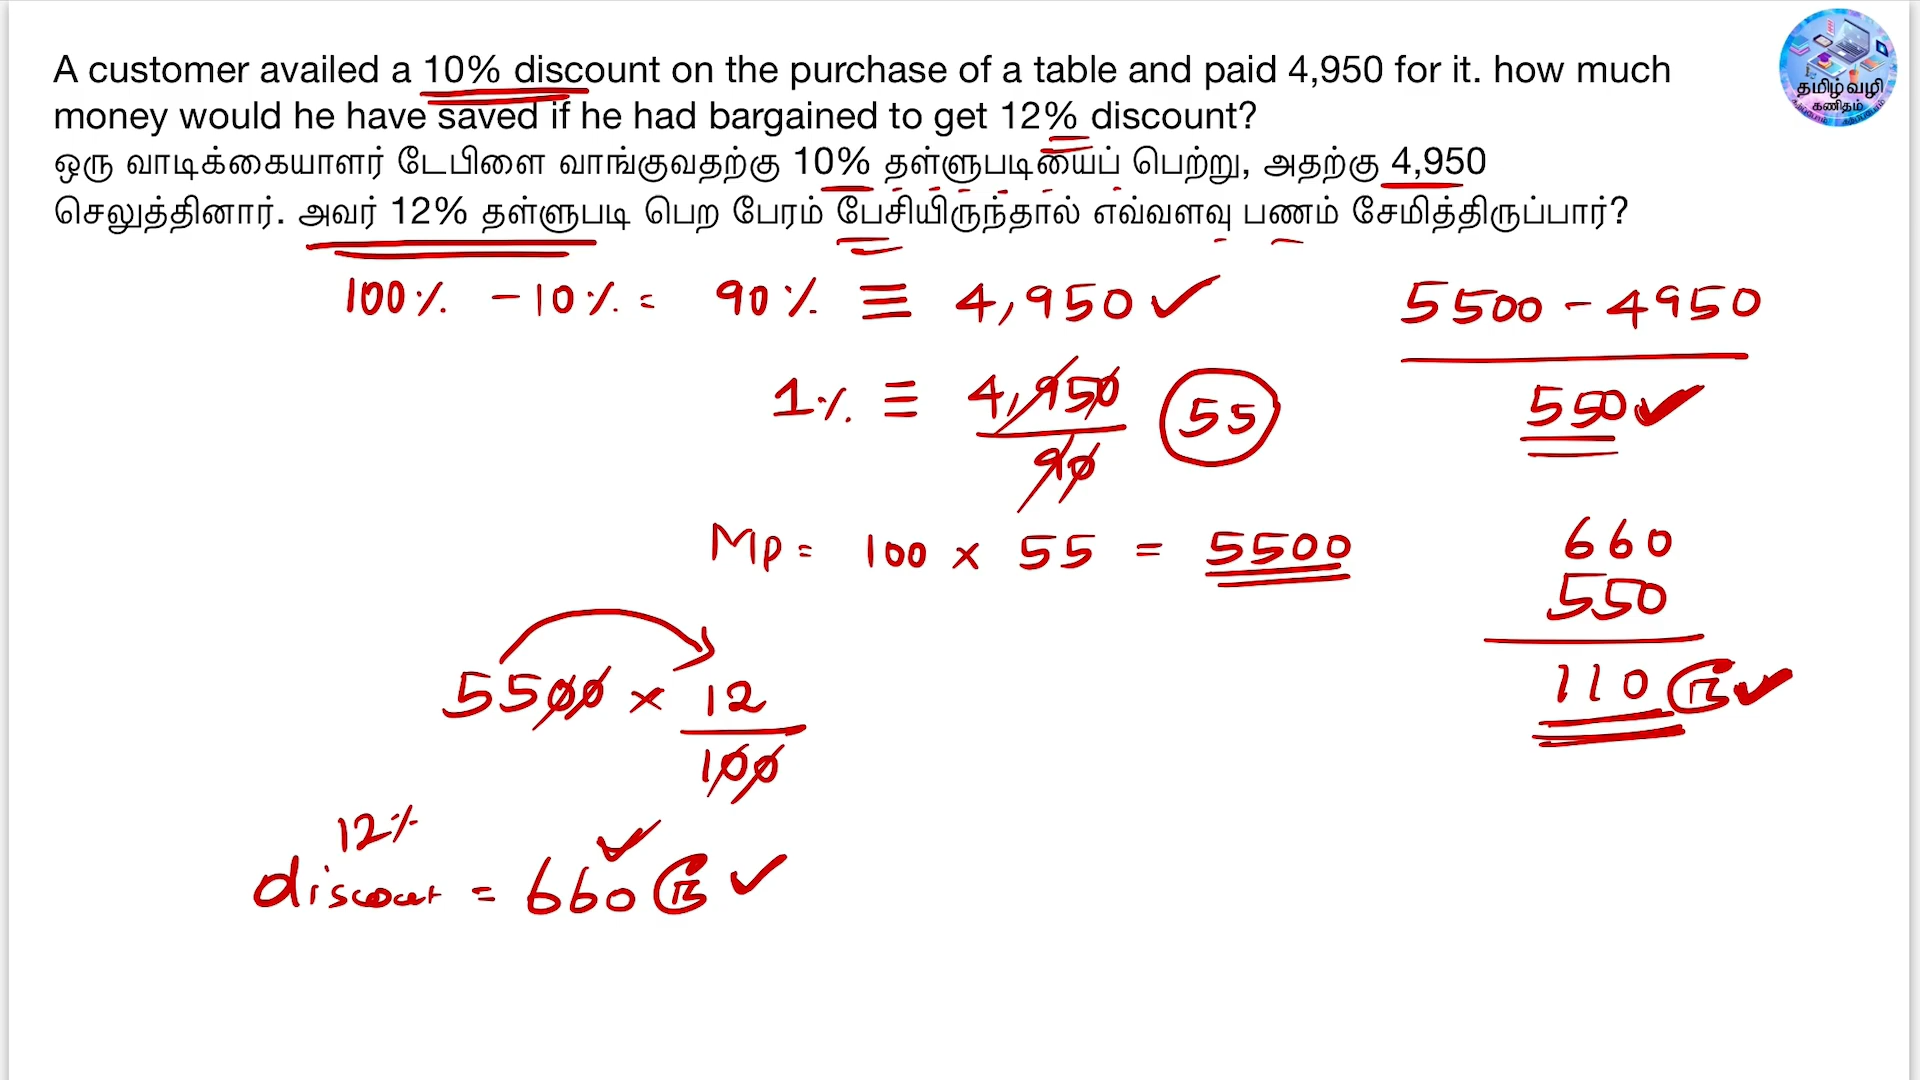 A customer availed a 10% discount on the purchase of a table and paid 4,950 for it. how much
money would he have saved if he had bargained to get 12% discount?
ஒரு வாடிக்கையாளர் டேபிளை வாங்குவதற்கு 10% தள்ளுபடியைப் பெற்று, அதற்கு 4,950
செலுத்தினார். அவர் 12% தள்ளுபடி பெற பேரம் பேசியிருந்தால் எவ்வளவு பணம் சேமித்திருப்பார்?
தமிழ் வழி
கணிதம்
100% - 10% = 90% ≡ 4,950 ✓
5500 - 4950
1% ≡ 4,950/90 55
550 ✓
Mp = 100 x 55 = 5500
660
550
110 ரூ ✓
5500 x 12/100
12%
discount = 660 ரூ ✓